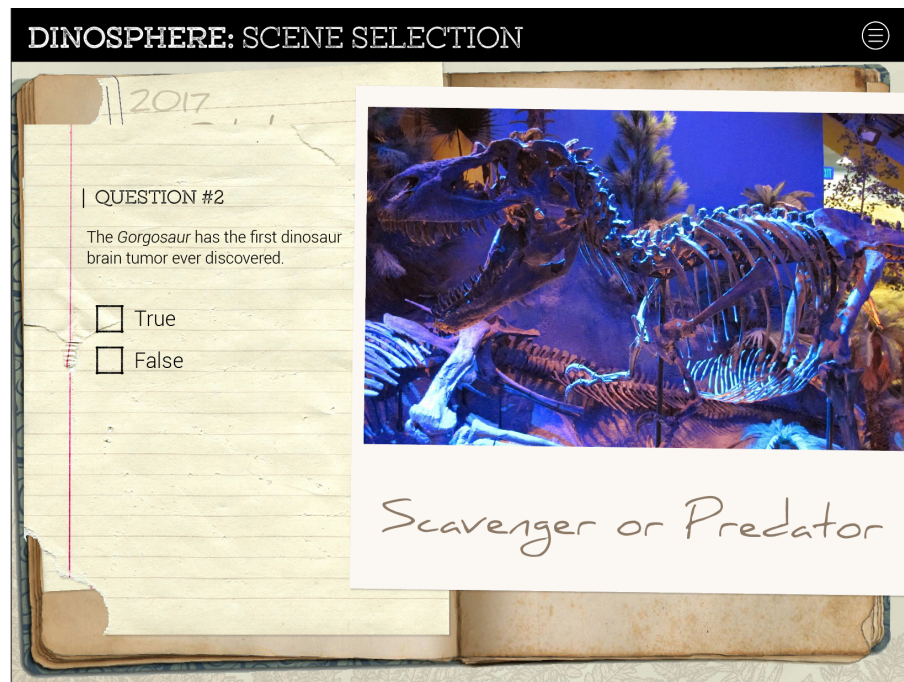 DINOSPHERE: SCENE SELECTION
2017
QUESTION #2
The Gorgosaur has the first dinosaur
brain tumor ever discovered.
True
False
Scavenger or Predator